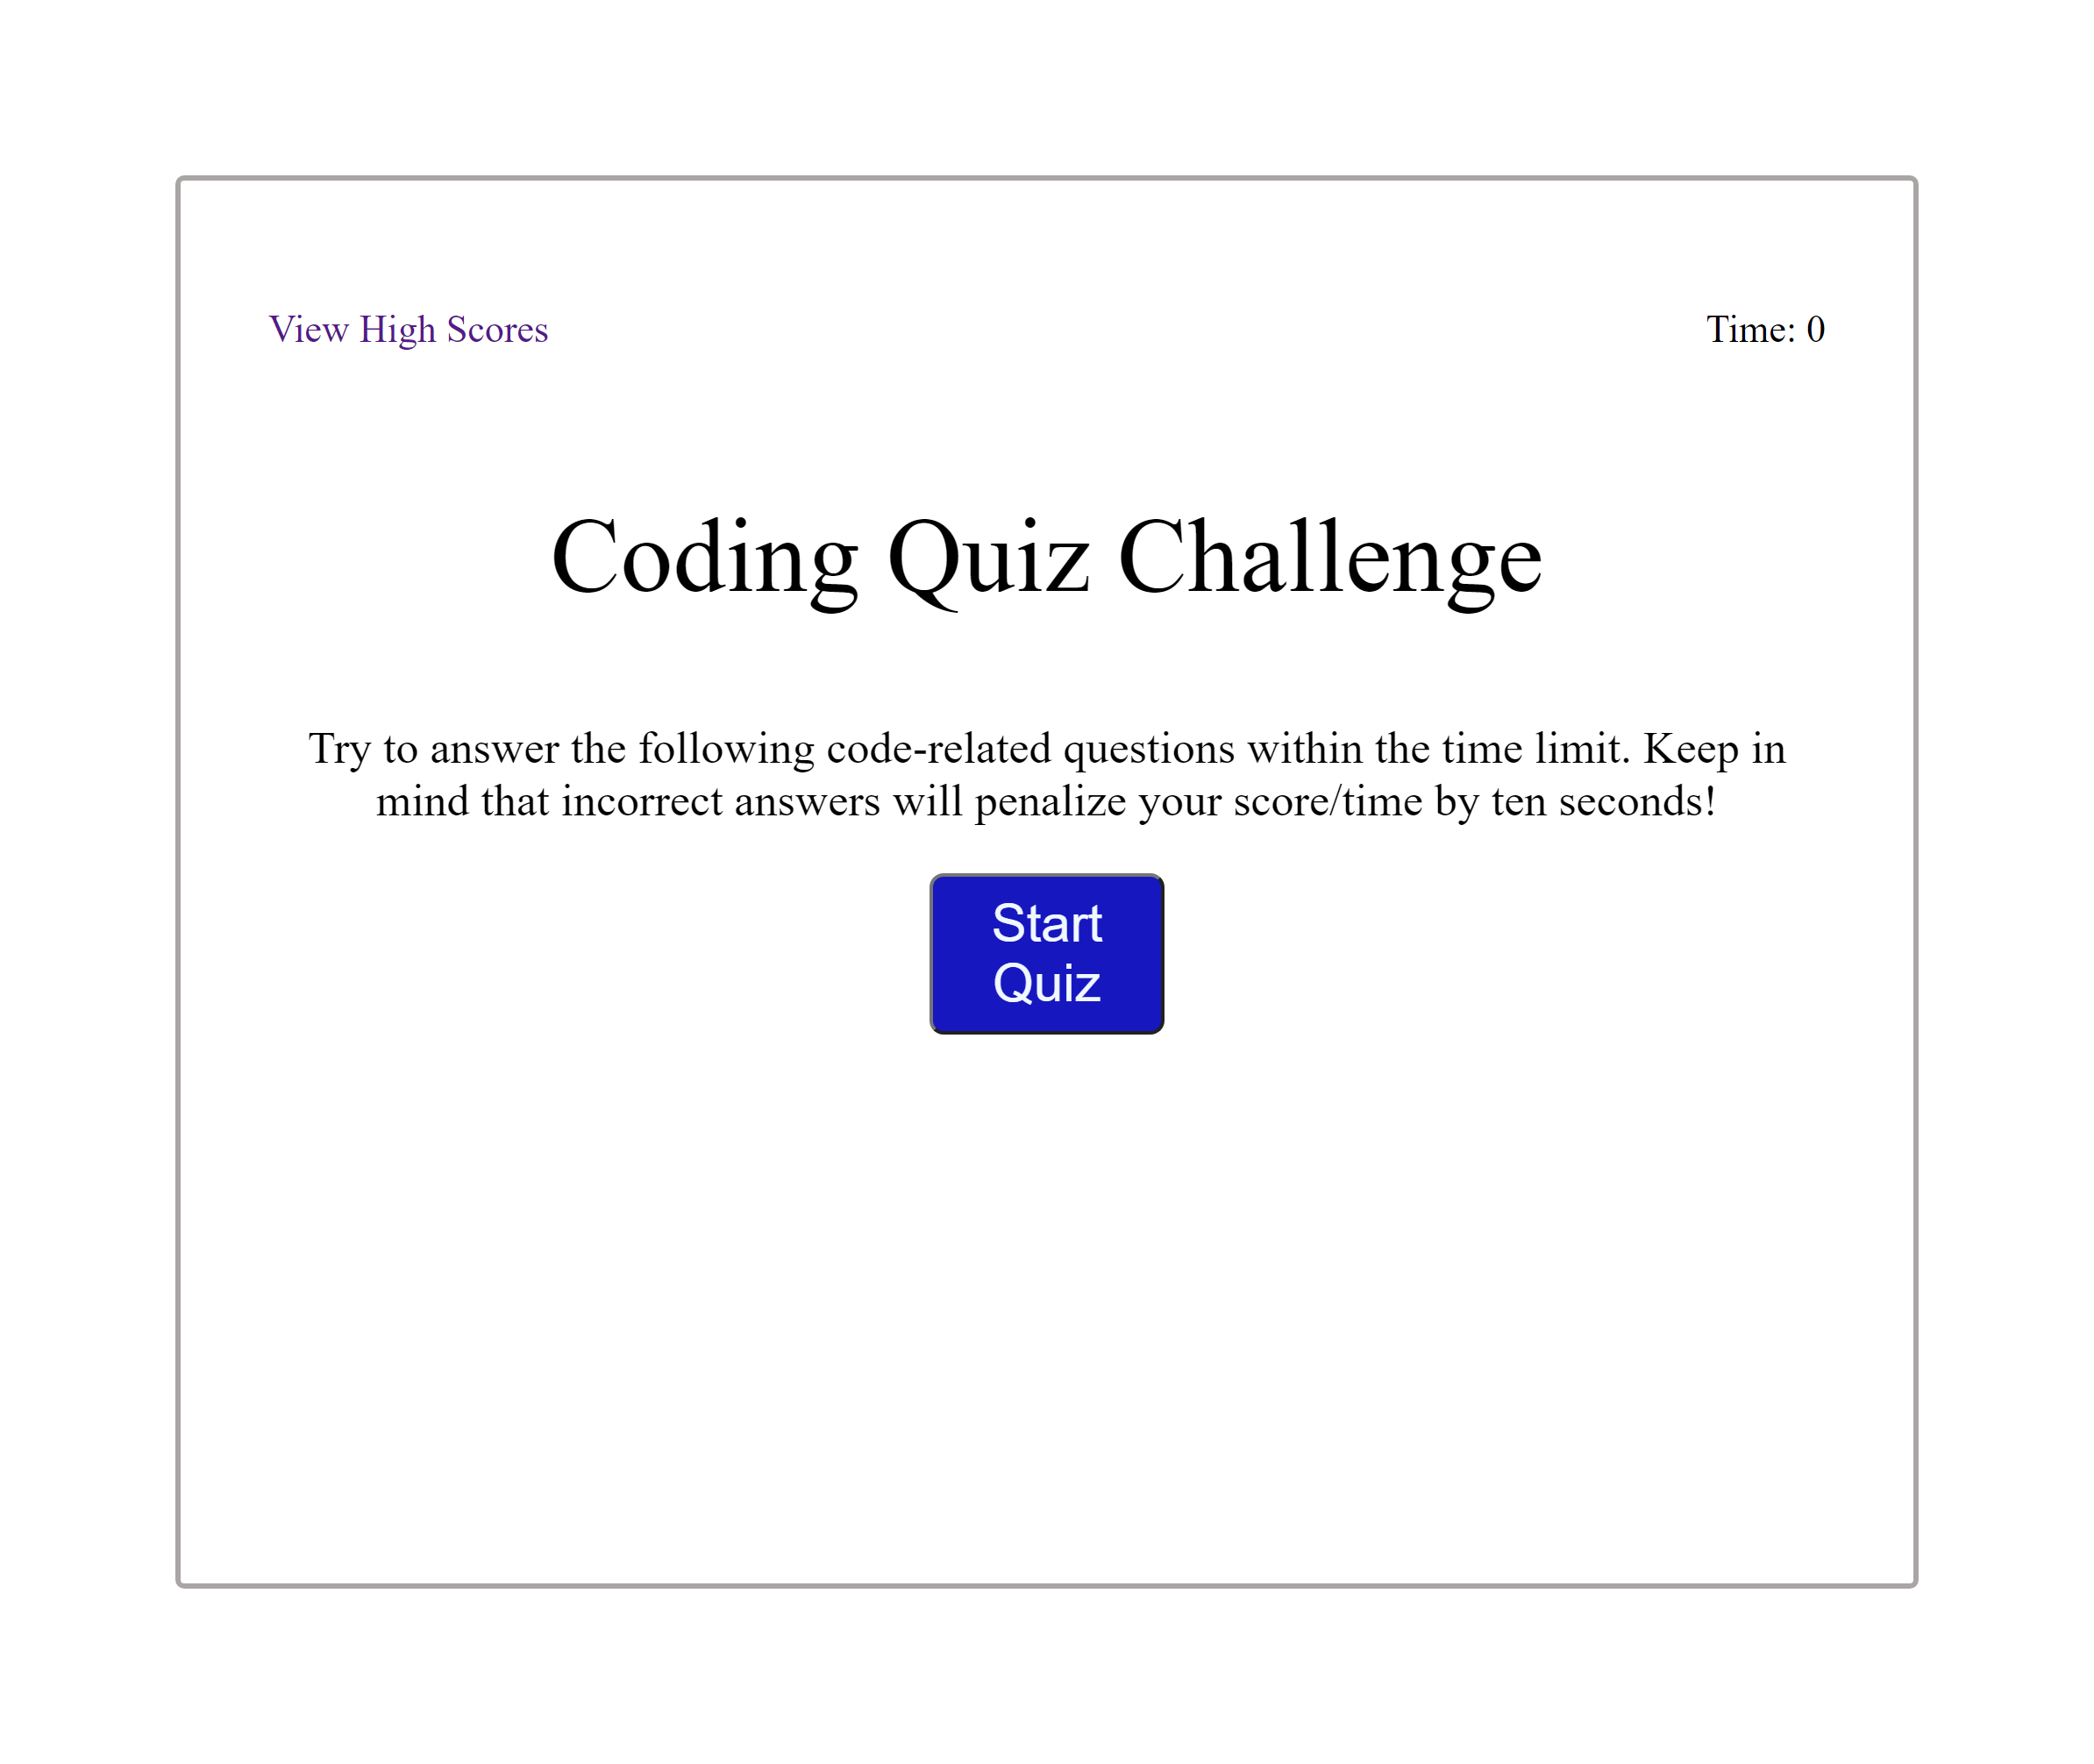 View High Scores
Time: 0
Coding Quiz Challenge
Try to answer the following code-related questions within the time limit. Keep in
mind that incorrect answers will penalize your score/time by ten seconds!
Start
Quiz